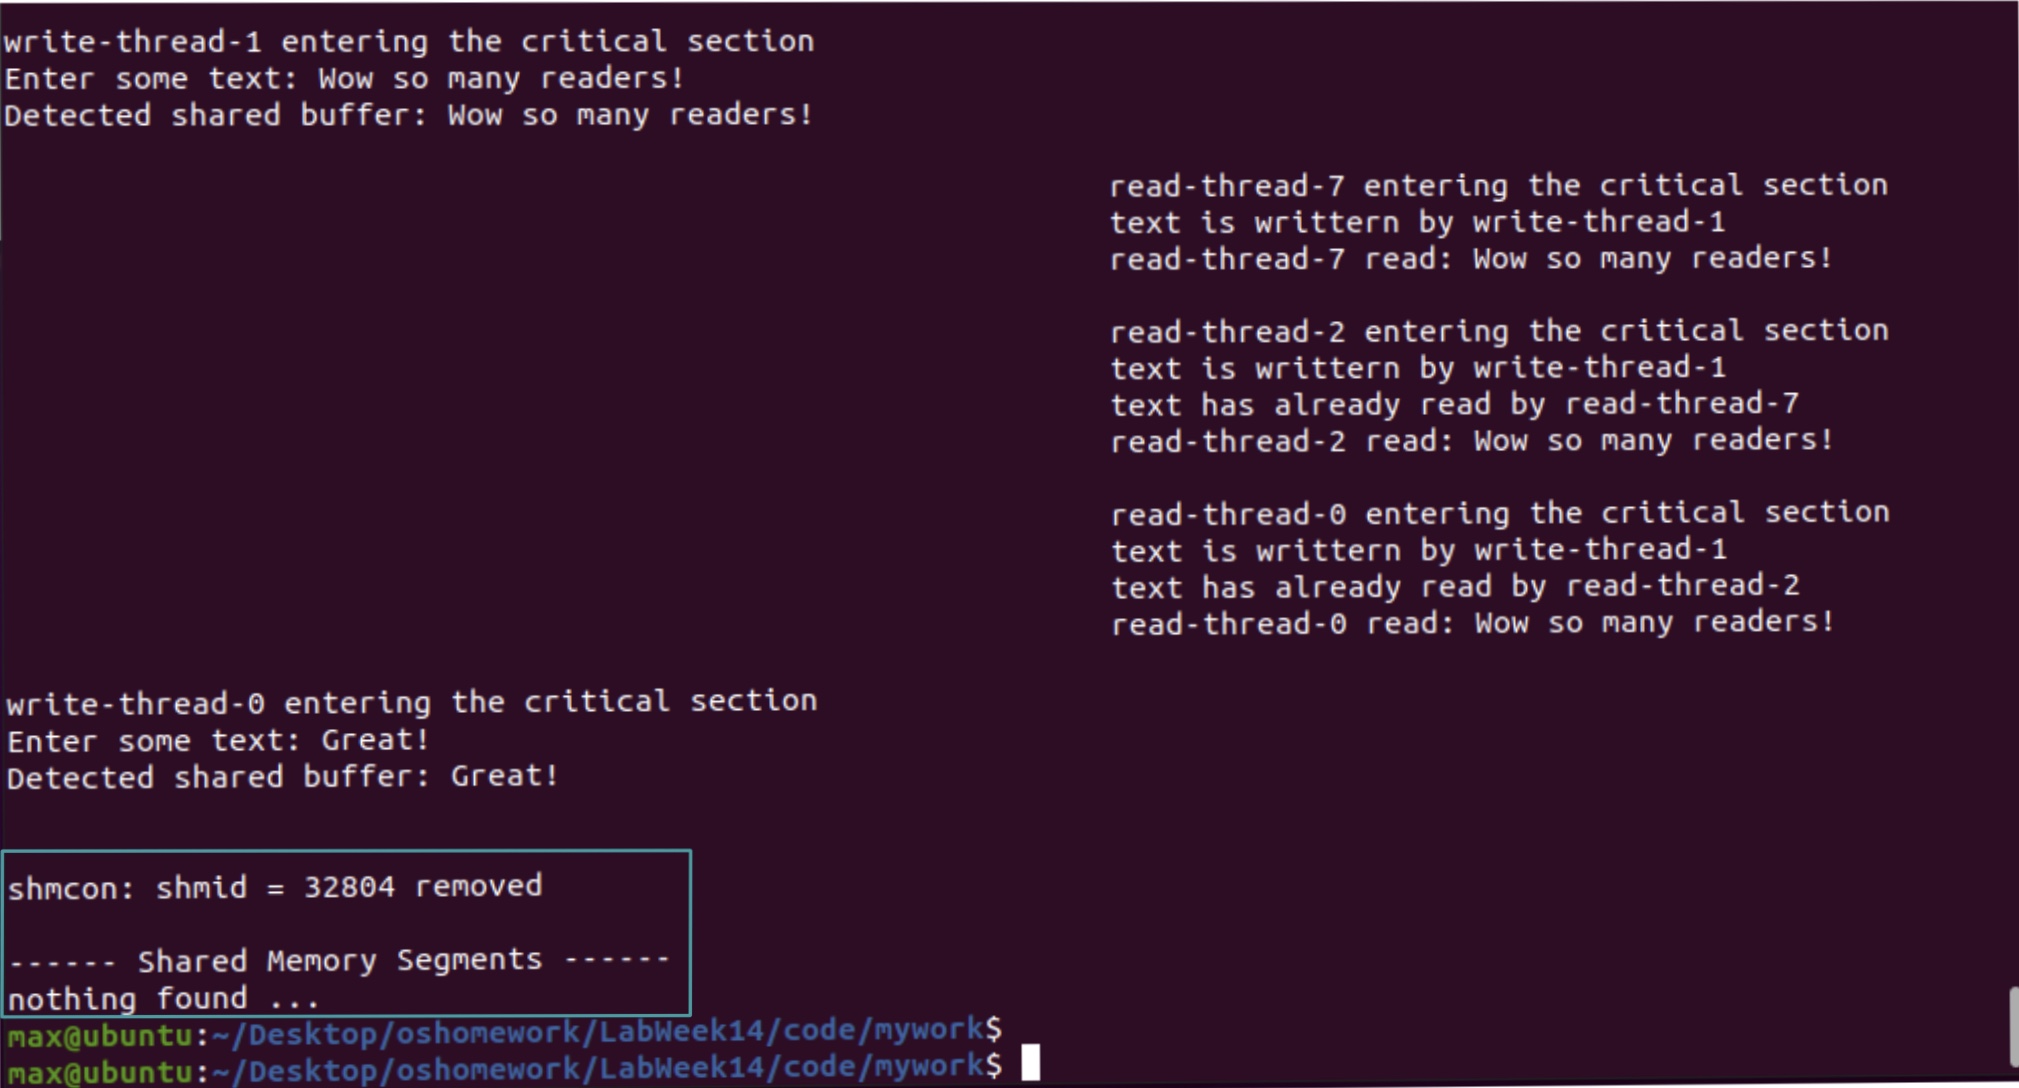 write-thread-1 entering the critical section
Enter some text: Wow so many readers!
Detected shared buffer: Wow so many readers!
read-thread-7 entering the critical section
text is writtern by write-thread-1
read-thread-7 read: Wow so many readers!
read-thread-2 entering the critical section
text is writtern by write-thread-1
text has already read by read-thread-7
read-thread-2 read: Wow so many readers!
read-thread-0 entering the critical section
text is writtern by write-thread-1
text has already read by read-thread-2
read-thread-0 read: Wow so many readers!
write-thread-0 entering the critical section
Enter some text: Great!
Detected shared buffer: Great!
shmcon: shmid = 32804 removed
------ Shared Memory Segments ------
nothing found ...
max@ubuntu:~/Desktop/oshomework/LabWeek14/code/mywork$
max@ubuntu:~/Desktop/oshomework/LabWeek14/code/mywork$